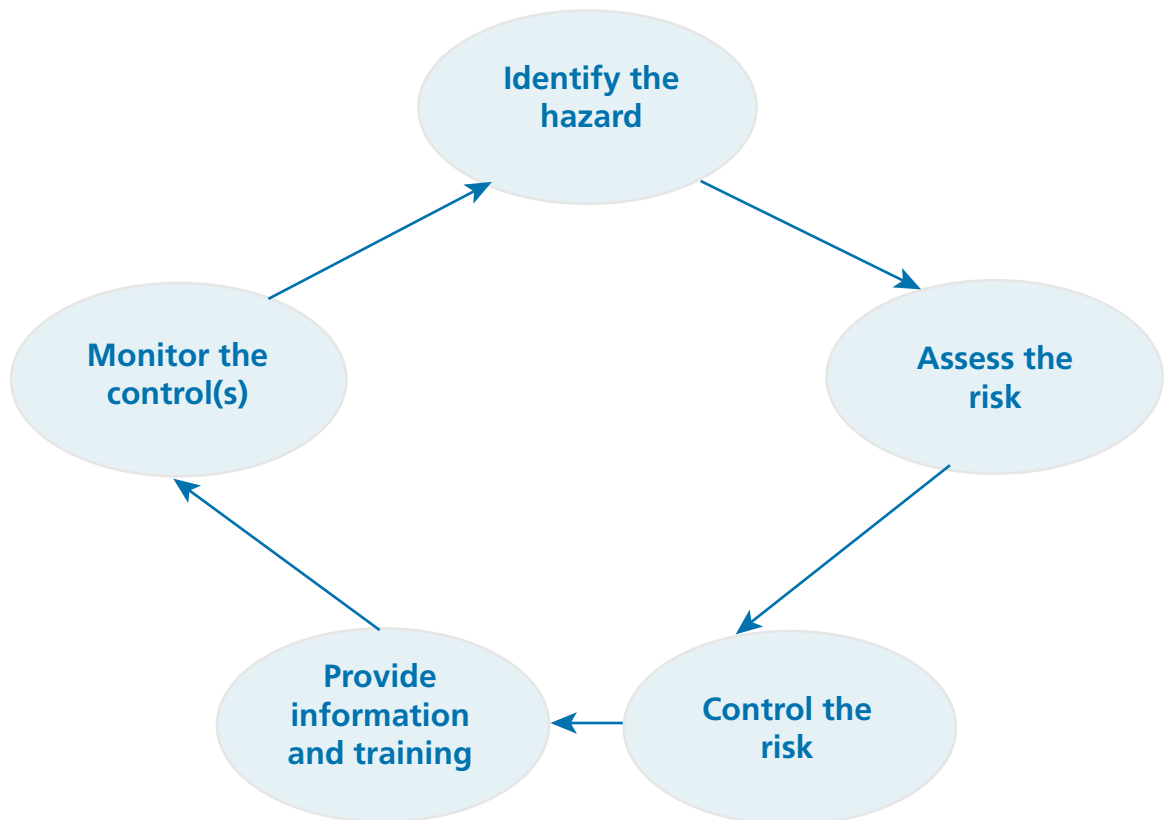 Identify the
hazard
Assess the
risk
Control the
risk
Provide
information
and training
Monitor the
control(s)